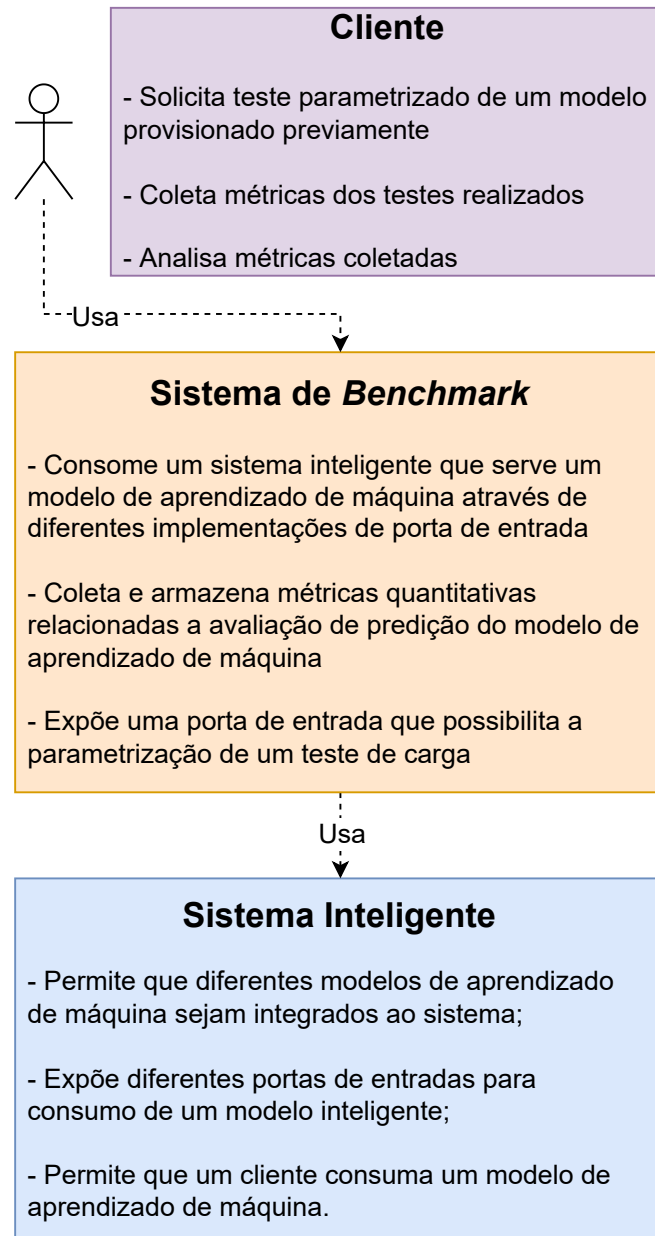 Cliente
- Solicita teste parametrizado de um modelo
provisionado previamente
- Coleta métricas dos testes realizados
- Analisa métricas coletadas
Usa
Sistema de Benchmark
- Consome um sistema inteligente que serve um
modelo de aprendizado de máquina através de
diferentes implementações de porta de entrada
- Coleta e armazena métricas quantitativas
relacionadas a avaliação de predição do modelo de
aprendizado de máquina
- Expõe uma porta de entrada que possibilita a
parametrização de um teste de carga
Usa
Sistema Inteligente
- Permite que diferentes modelos de aprendizado
de máquina sejam integrados ao sistema;
- Expõe diferentes portas de entradas para
consumo de um modelo inteligente;
- Permite que um cliente consuma um modelo de
aprendizado de máquina.